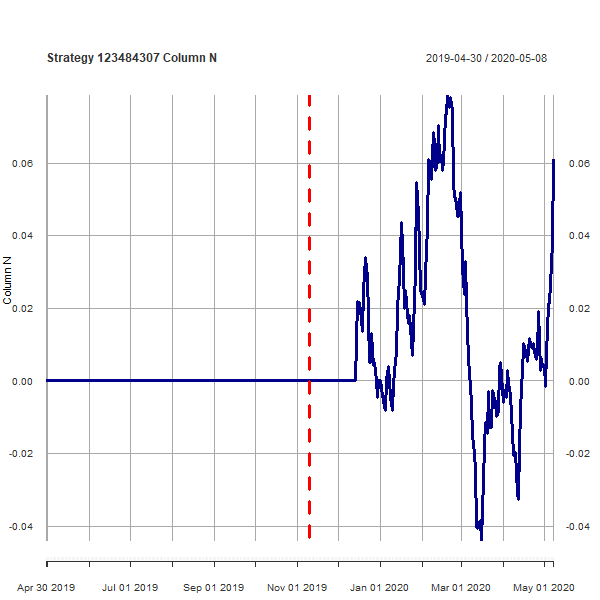 Strategy 123484307 Column N
2019-04-30 / 2020-05-08
Column N
0.06 0.06
0.04 0.04
0.02 0.02
0.00 0.00
-0.02 -0.02
-0.04 -0.04
Apr 30 2019 Jul 01 2019 Sep 01 2019 Nov 01 2019 Jan 01 2020 Mar 01 2020 May 01 2020